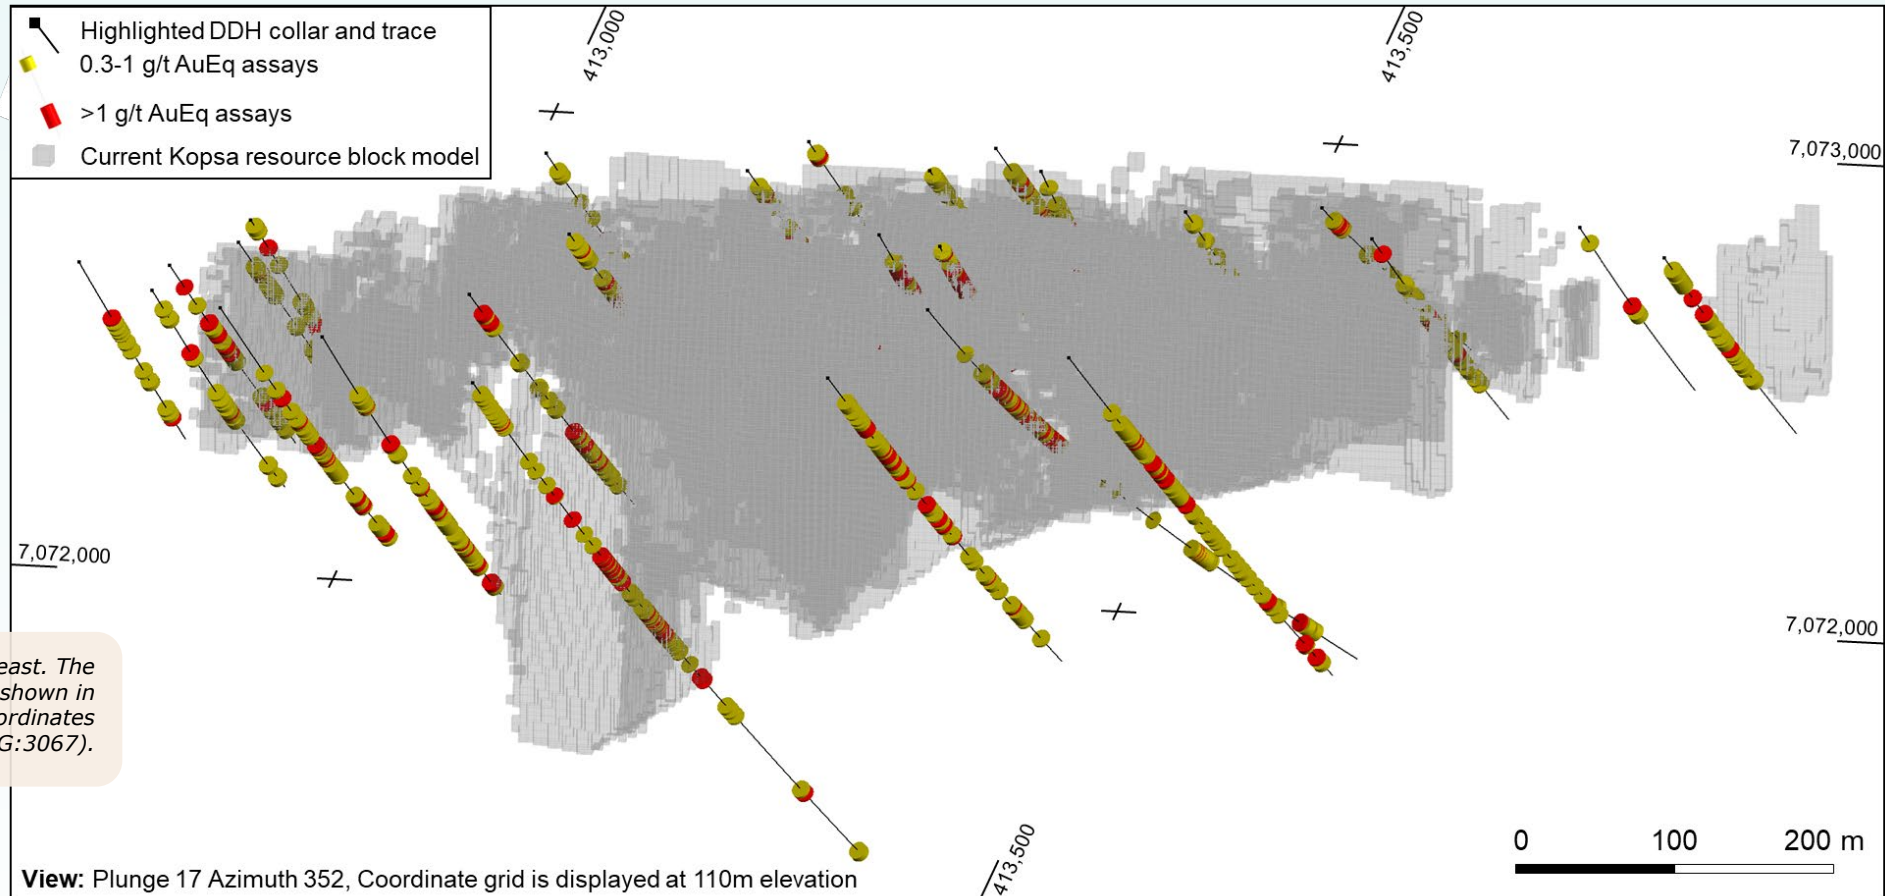 Highlighted DDH collar and trace
0.3-1 g/t AuEq assays
>1 g/t AuEq assays
Current Kopsa resource block model
413,000
413,500
7,073,000
7,072,000
7,072,000
east. The
shown in
ordinates
G:3067).
413,500
0 100 200 m
View: Plunge 17 Azimuth 352, Coordinate grid is displayed at 110m elevation